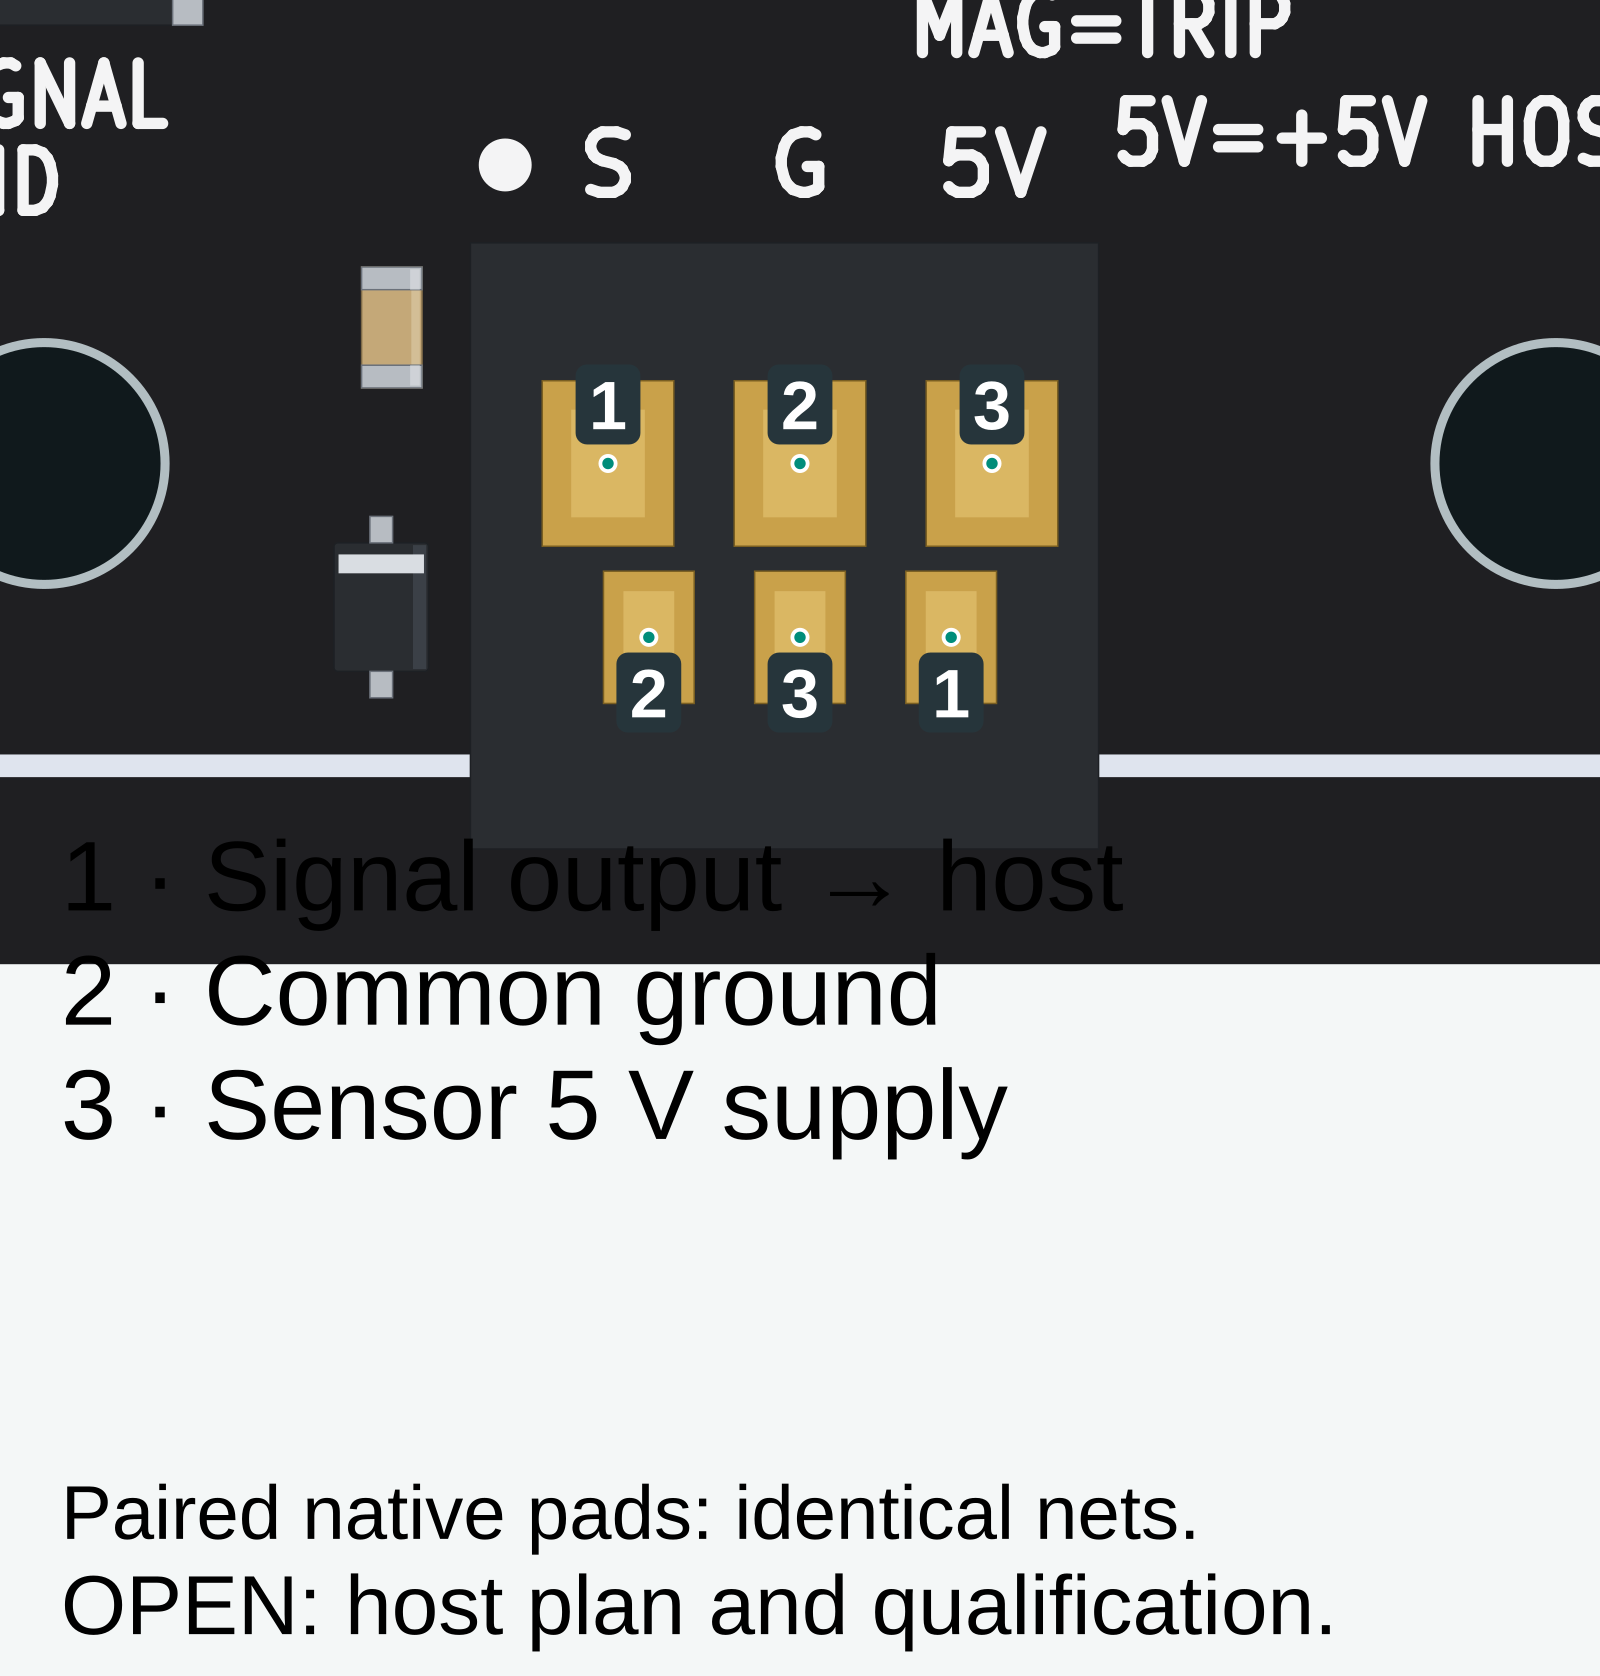 MAG=TRIP
GNAL
5V=+5V HOS
S G 5V
D
1 2 3
2 3 1
1 · Signal output → host
2 · Common ground
3 · Sensor 5 V supply
Paired native pads: identical nets.
OPEN: host plan and qualification.